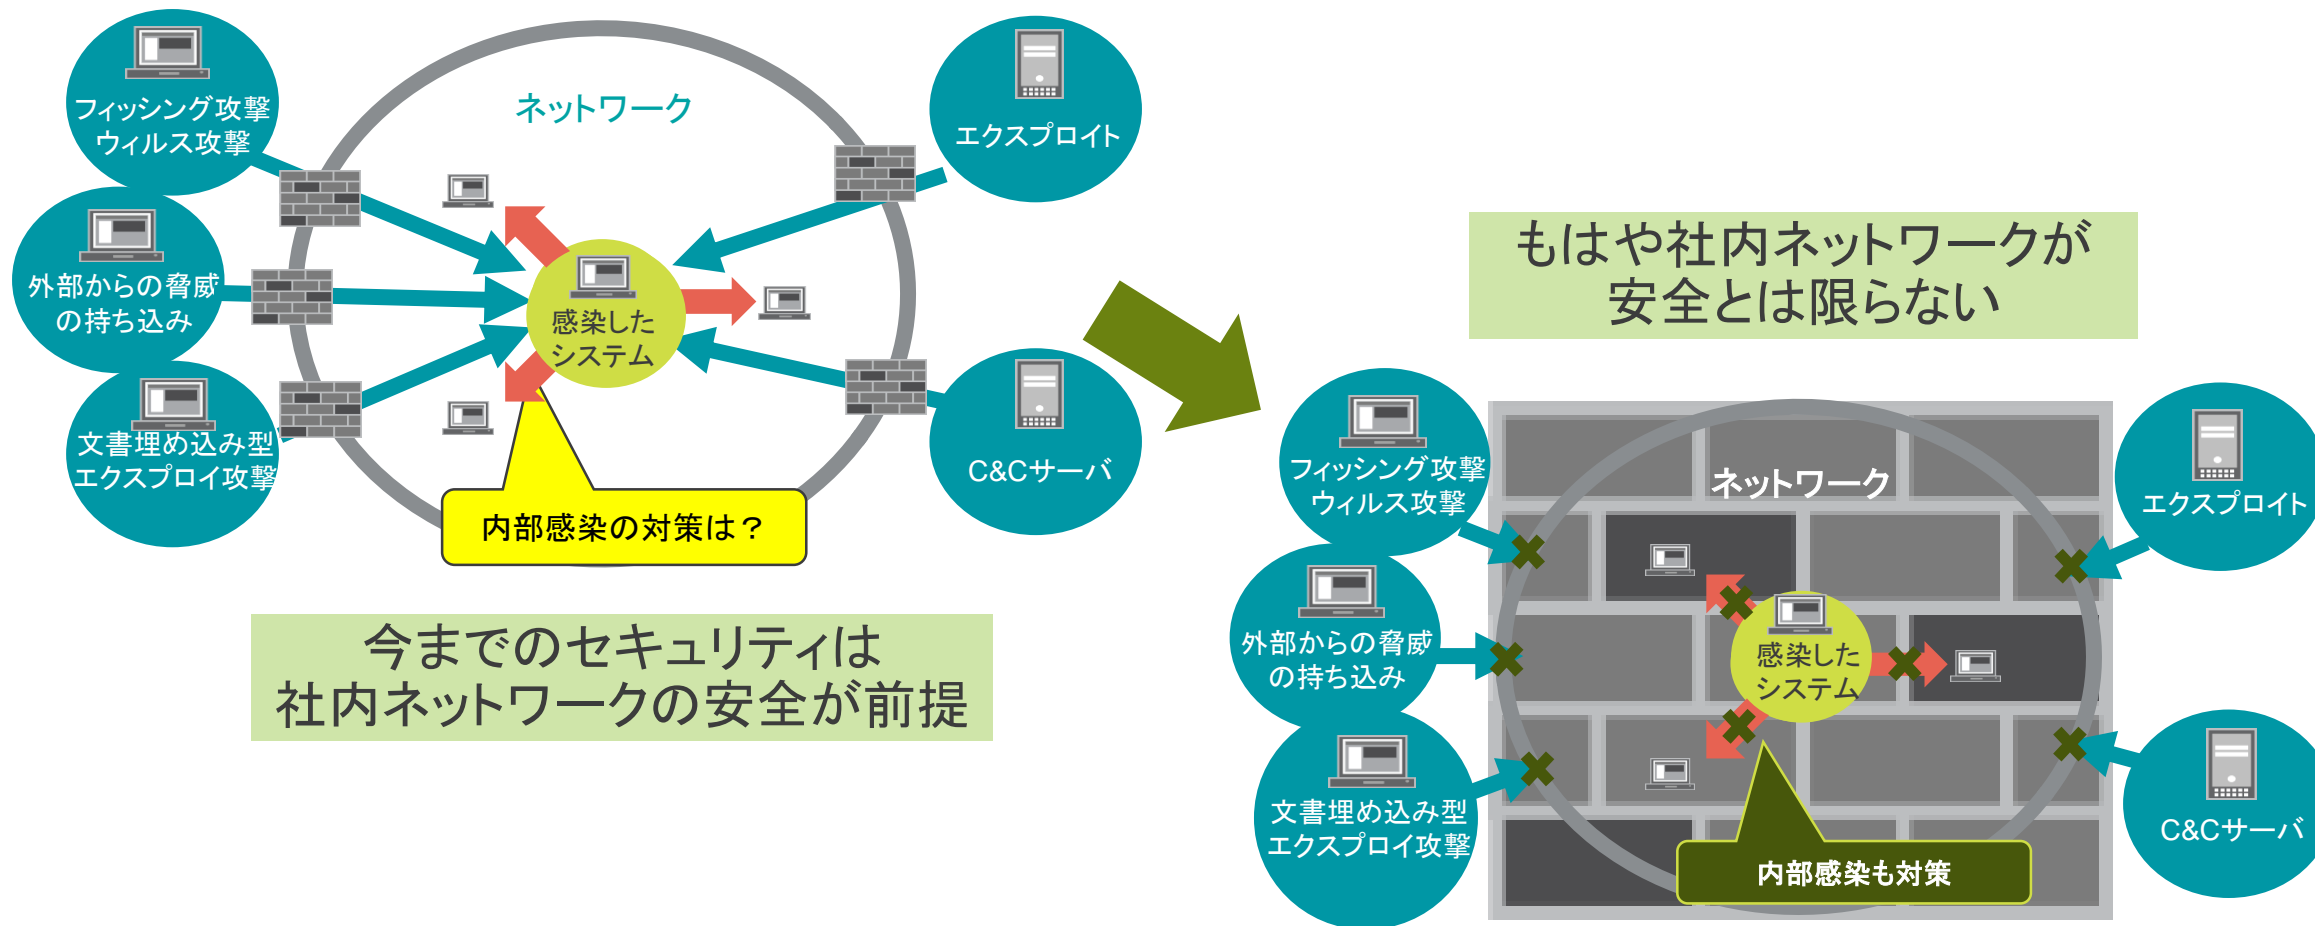 フィッシング攻撃
ウィルス攻撃
外部からの脅威
の持ち込み
文書埋め込み型
エクスプロイ攻撃
ネットワーク
エクスプロイト
感染した
システム
C&Cサーバ
内部感染の対策は？
今までのセキュリティは
社内ネットワークの安全が前提
もはや社内ネットワークが
安全とは限らない
フィッシング攻撃
ウィルス攻撃
外部からの脅威
の持ち込み
文書埋め込み型
エクスプロイ攻撃
ネットワーク
エクスプロイト
感染した
システム
C&Cサーバ
内部感染も対策